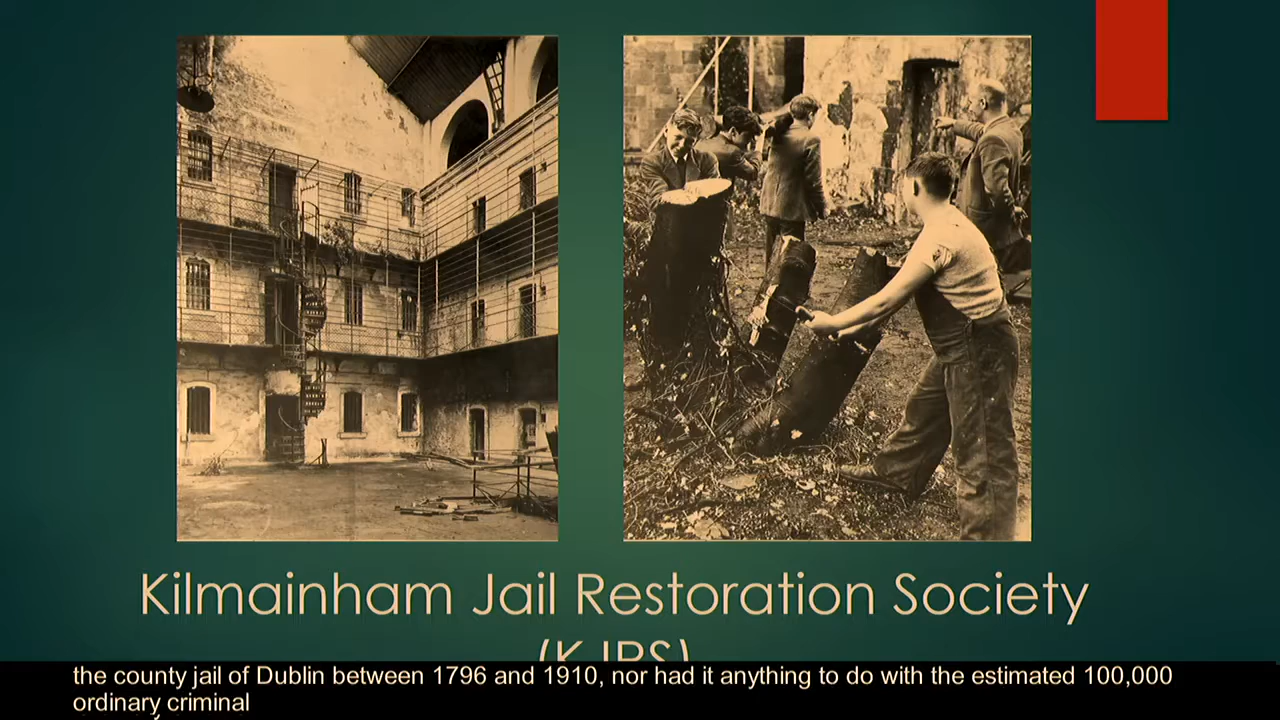 Kilmainham Jail Restoration Society
(KJRS)
the county jail of Dublin between 1796 and 1910, nor had it anything to do with the estimated 100,000
ordinary criminal